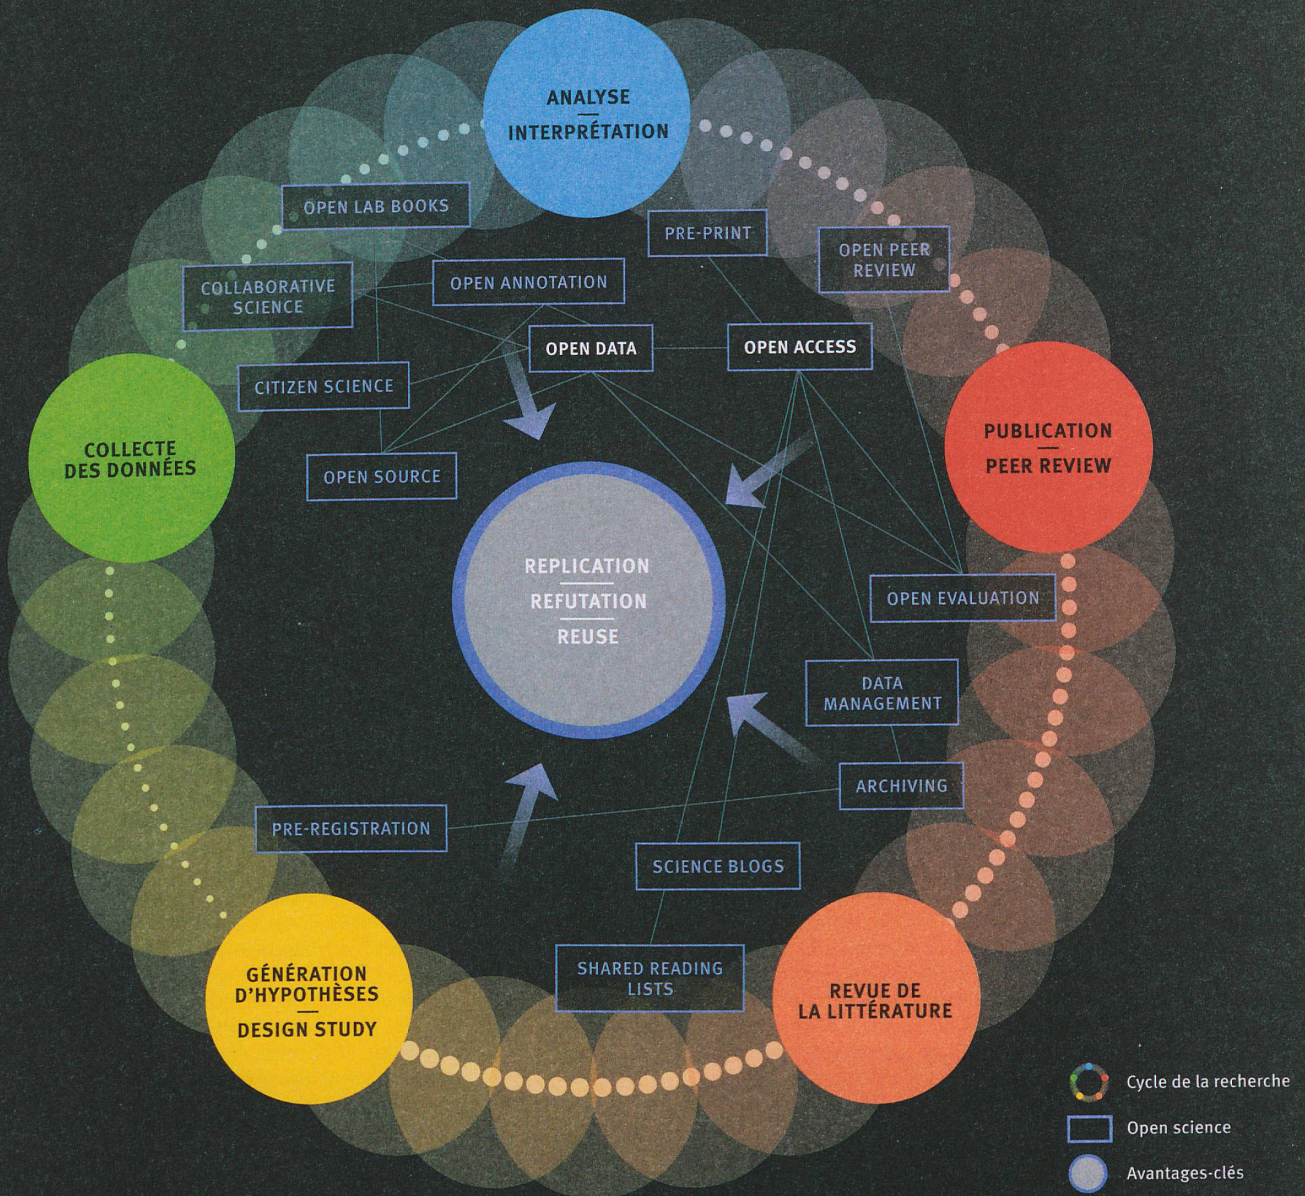 ANALYSE
INTERPRÉTATION
OPEN LAB BOOKS
PRE-PRINT
OPEN PEER
REVIEW
COLLABORATIVE
SCIENCE
OPEN ANNOTATION
OPEN DATA
OPEN ACCESS
CITIZEN SCIENCE
COLLECTE
DES DONNÉES
PUBLICATION
PEER REVIEW
OPEN SOURCE
REPLICATION
REFUTATION
REUSE
OPEN EVALUATION
DATA
MANAGEMENT
ARCHIVING
PRE-REGISTRATION
SCIENCE BLOGS
SHARED READING
LISTS
GÉNÉRATION
D'HYPOTHÈSES
DESIGN STUDY
REVUE DE
LA LITTÉRATURE
Cycle de la recherche
Open science
Avantages-clés